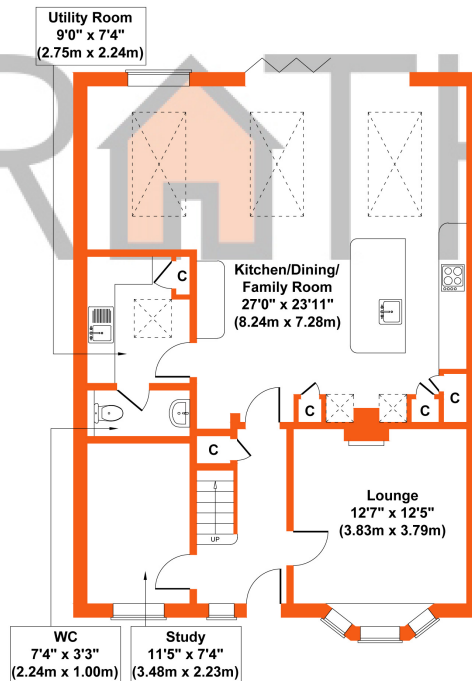 Utility Room
9'0" x 7'4"
(2.75m x 2.24m)
RTH
C
Kitchen/Dining/
Family Room
27'0" x 23'11"
(8.24m x 7.28m)
C
C
C
C
UP
Lounge
12'7" x 12'5"
(3.83m x 3.79m)
WC
7'4" x 3'3"
(2.24m x 1.00m)
Study
11'5" x 7'4"
(3.48m x 2.23m)